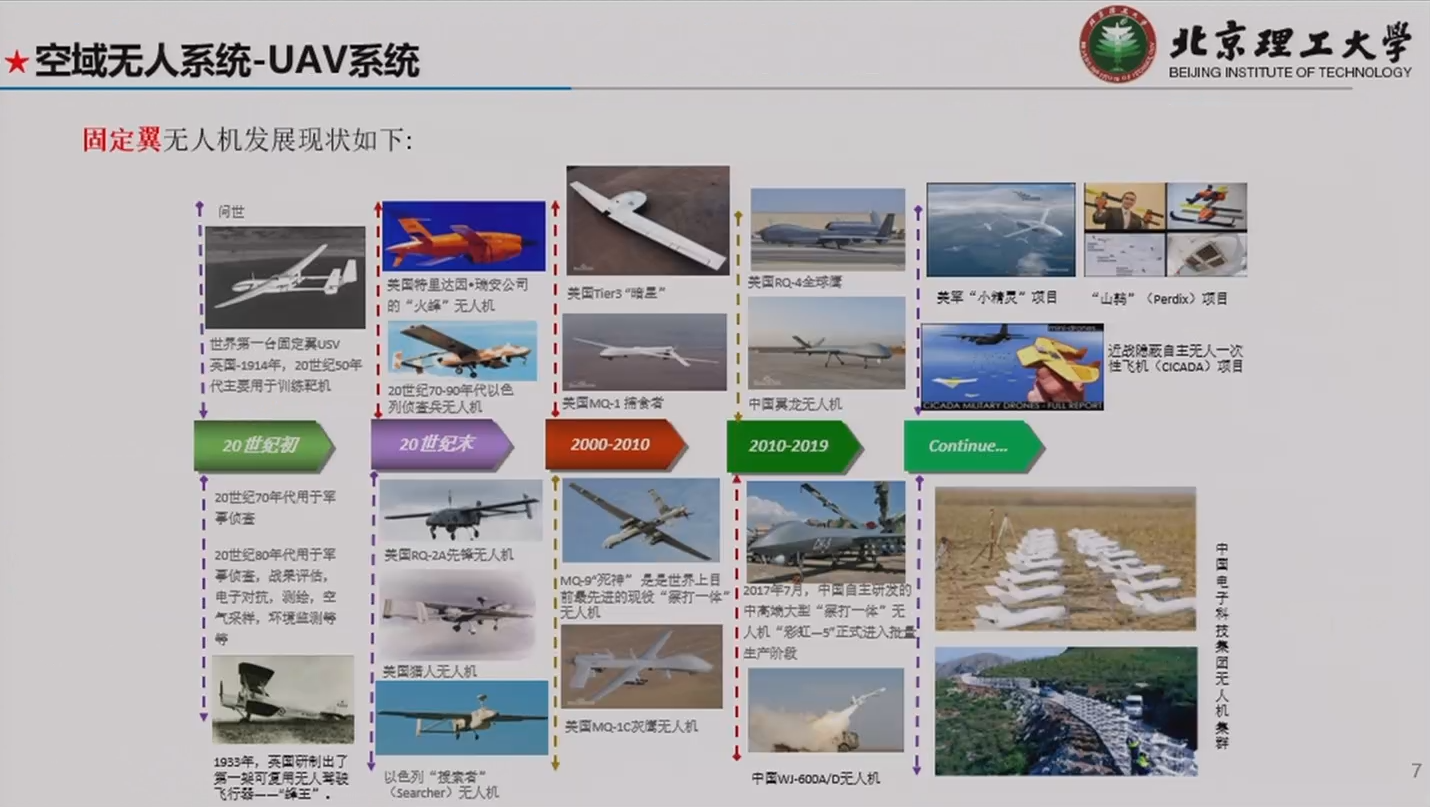 空域无人系统-UAV系统
北京理工大学
BEIJING INSTITUTE OF TECHNOLOGY
固定翼无人机发展现状如下:
问世
世界第一台固定翼USV
英国-1914年，20世纪50年
代主要用于训练靶机
美国特里达因•瑞安公司
的“火蜂”无人机
20世纪70-90年代以色
列侦查兵无人机
美国Tier3 “暗星”
美国MQ-1 捕食者
美国RQ-4全球鹰
中国翼龙无人机
美军“小精灵”项目
“山鹑”（Perdix）项目
mini-drones...
CICADA MILITARY DRONES - FULL REPORT
近战隐蔽自主无人一次
性飞机（CICADA）项目
20世纪初
20世纪末
2000-2010
2010-2019
Continue...
20世纪70年代用于军
事侦查
20世纪80年代用于军
事侦查，战果评估，
电子对抗，测绘，空
气采样，环境监测等
等
1933年，英国研制出了
第一架可复用无人驾驶
飞行器——“蜂王”.
美国RQ-2A先锋无人机
美国猎人无人机
以色列“搜索者”
（Searcher）无人机
MQ-9“死神” 是是世界上目
前最先进的现役“察打一体”
无人机
美国MQ-1C灰鹰无人机
CH-5
2017年7月，中国自主研发的
中高端大型“察打一体”无
人机“彩虹—5”正式进入批量
生产阶段
中国WJ-600A/D无人机
中国电子科技集团无人机集群
7